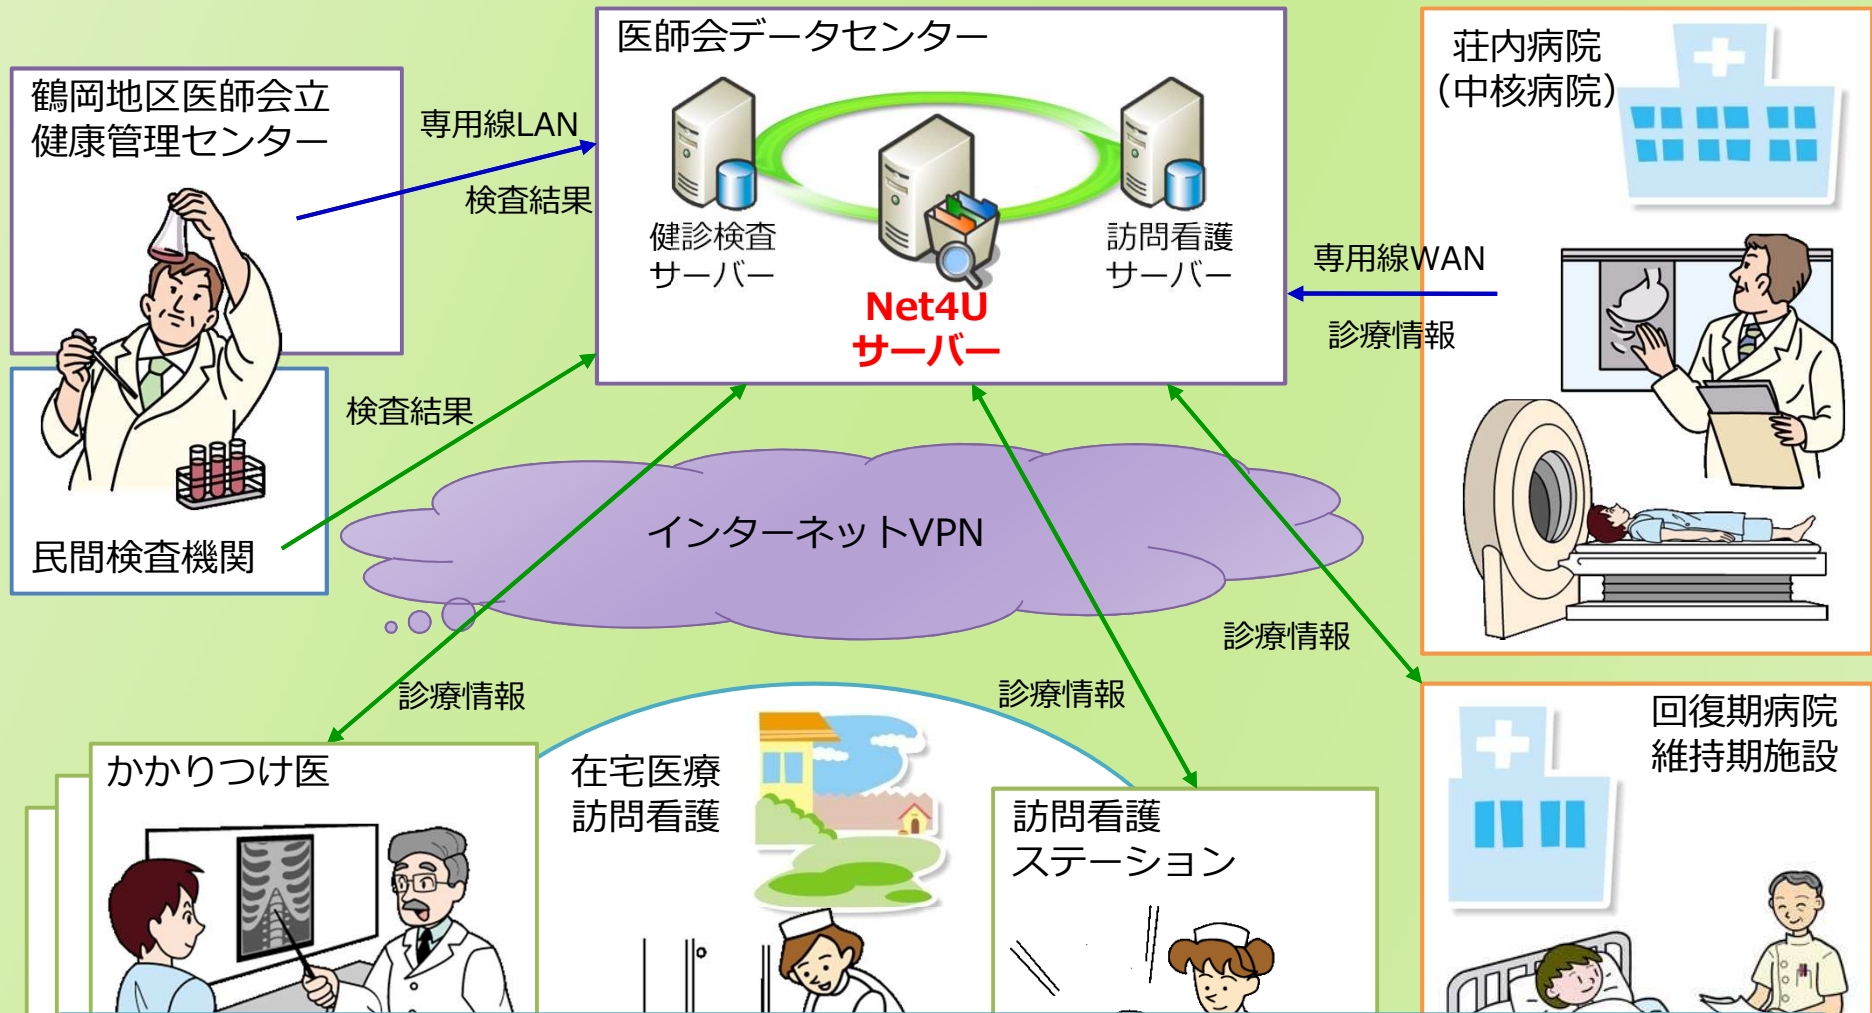 医師会データセンター
鶴岡地区医師会立
健康管理センター
専用線LAN
検査結果
健診検査
サーバー
訪問看護
サーバー
Net4U
サーバー
荘内病院
（中核病院）
専用線WAN
診療情報
検査結果
民間検査機関
インターネットVPN
診療情報
診療情報
診療情報
かかりつけ医
在宅医療
訪問看護
訪問看護
ステーション
回復期病院
維持期施設